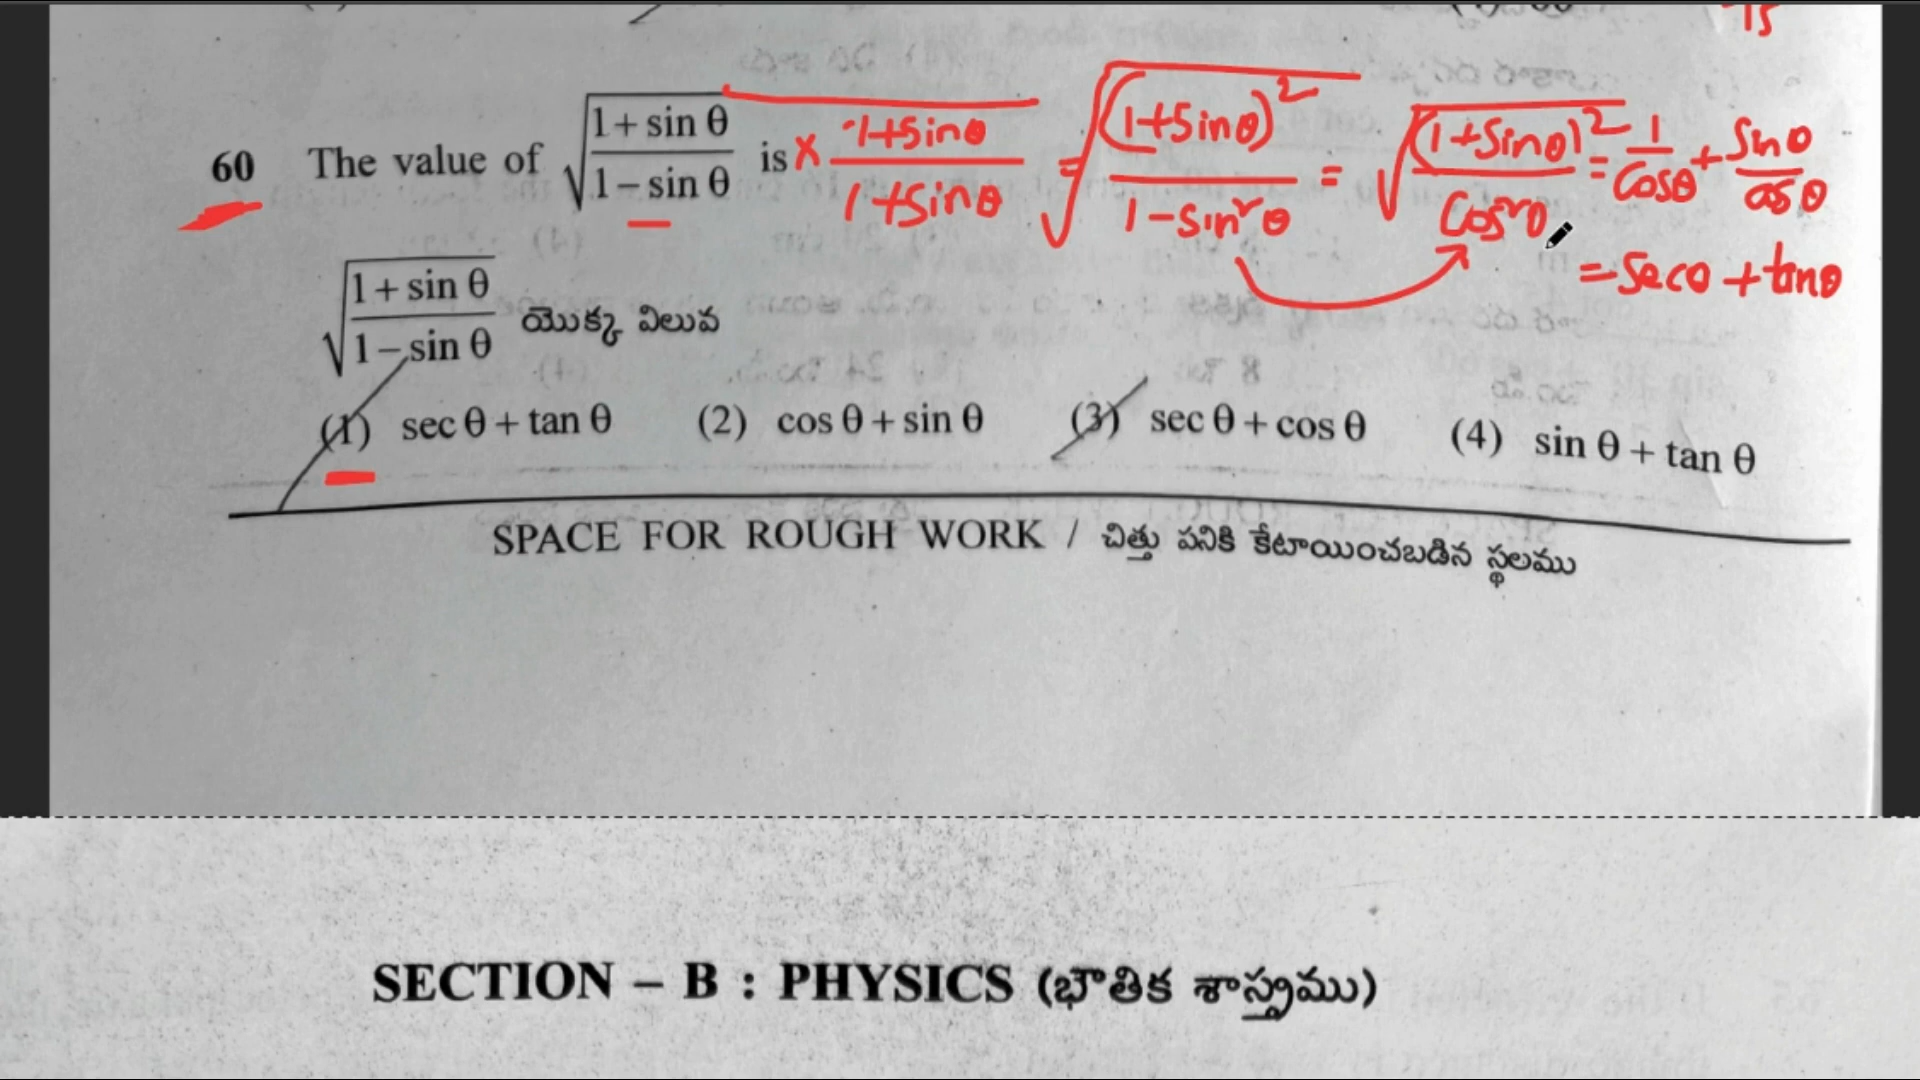 15
60 The value of √(1 + sin θ / 1 − sin θ) is × 1+Sinθ / 1+Sinθ = √((1+Sinθ)² / 1-Sin²θ) = √((1+Sinθ)² / Cos²θ) = 1/Cosθ + Sinθ/Cosθ
= Secθ + tanθ
√(1 + sin θ / 1 − sin θ) యొక్క విలువ
(1) sec θ + tan θ (2) cos θ + sin θ (3) sec θ + cos θ (4) sin θ + tan θ
SPACE FOR ROUGH WORK / చిత్తు పనికి కేటాయించబడిన స్థలము
SECTION – B : PHYSICS (భౌతిక శాస్త్రము)